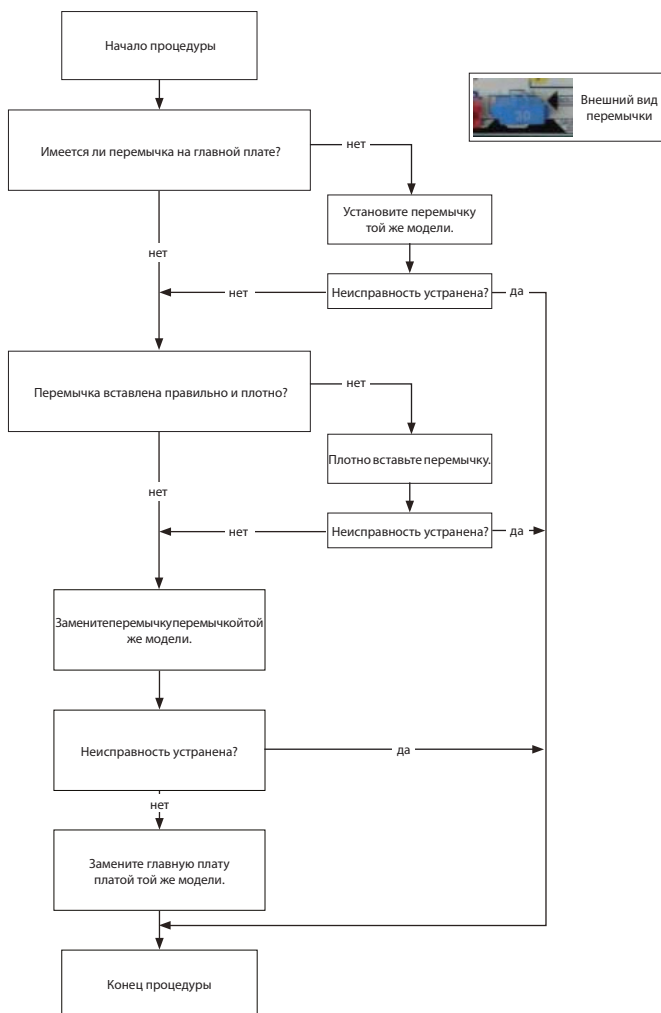 Начало процедуры
Внешний вид
перемычки
Имеется ли перемычка на главной плате?
нет
Установите перемычку
той же модели.
нет
Неисправность устранена?
да
нет
Перемычка вставлена правильно и плотно?
нет
Плотно вставьте перемычку.
нет
Неисправность устранена?
да
нет
Заменитеперемычкуперемычкойтой
же модели.
Неисправность устранена?
да
нет
Замените главную плату
платой той же модели.
Конец процедуры
30